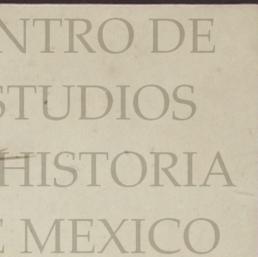 NTRO DE
STUDIOS
HISTORIA
E MEXICO